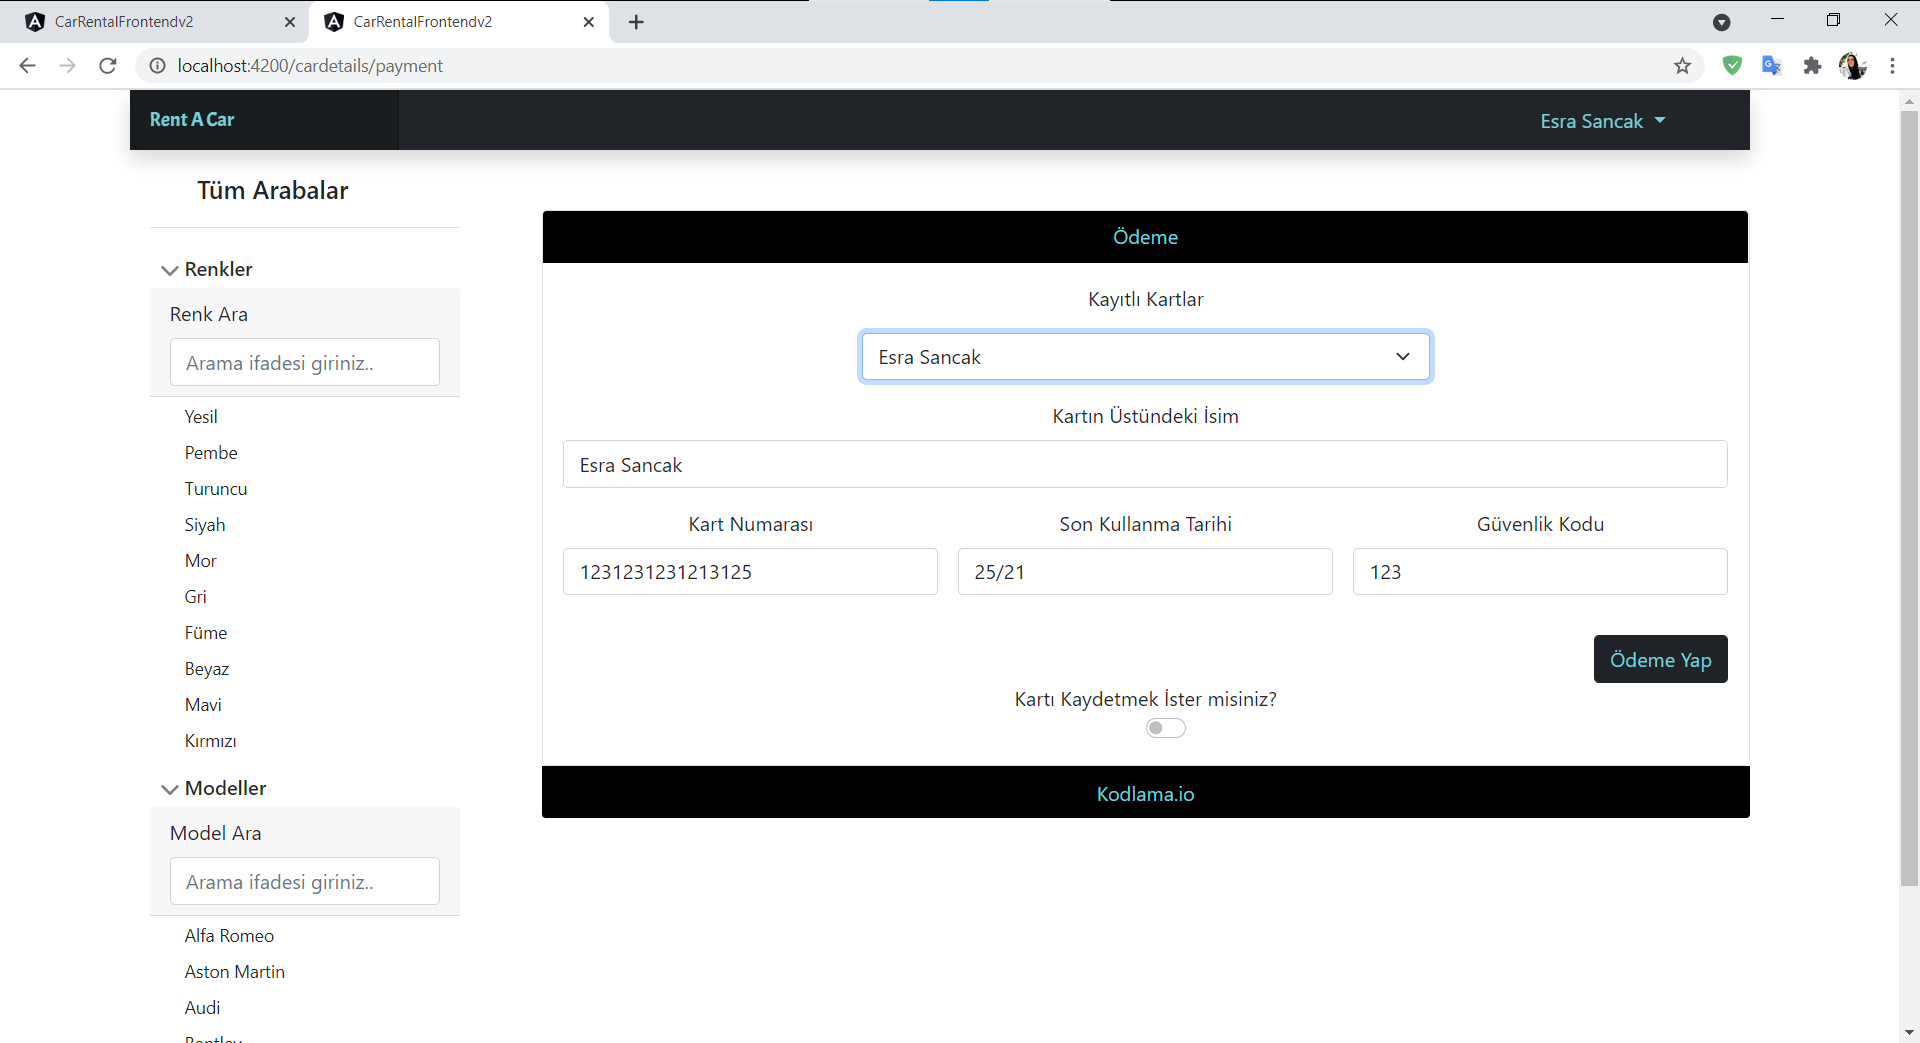 CarRentalFrontendv2
CarRentalFrontendv2
localhost:4200/cardetails/payment
Rent A Car
Esra Sancak
Tüm Arabalar
Renkler
Renk Ara
Arama ifadesi giriniz..
Yesil
Pembe
Turuncu
Siyah
Mor
Gri
Füme
Beyaz
Mavi
Kırmızı
Modeller
Model Ara
Arama ifadesi giriniz..
Alfa Romeo
Aston Martin
Audi
Bentley
Ödeme
Kayıtlı Kartlar
Esra Sancak
Kartın Üstündeki İsim
Esra Sancak
Kart Numarası Son Kullanma Tarihi Güvenlik Kodu
1231231231213125 25/21 123
Ödeme Yap
Kartı Kaydetmek İster misiniz?
Kodlama.io